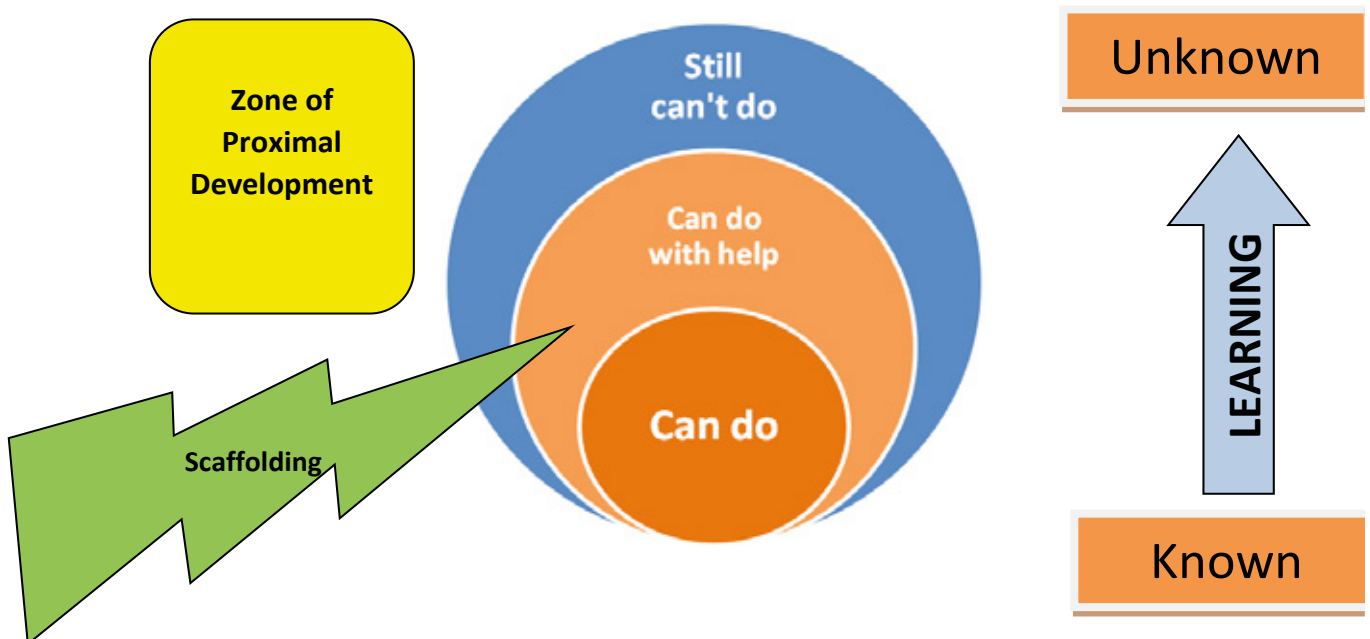 Zone of
Proximal
Development
Still
can't do
Can do
with help
Can do
Scaffolding
Unknown
LEARNING
Known